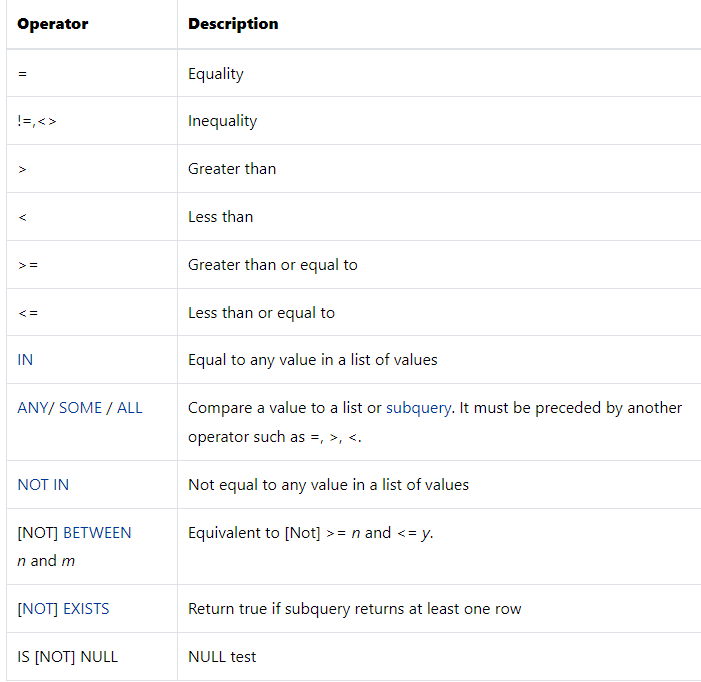 Operator Description
= Equality
!=,<> Inequality
> Greater than
< Less than
>= Greater than or equal to
<= Less than or equal to
IN Equal to any value in a list of values
ANY/ SOME / ALL Compare a value to a list or subquery. It must be preceded by another
operator such as =, >, <.
NOT IN Not equal to any value in a list of values
[NOT] BETWEEN Equivalent to [Not] >= n and <= y.
n and m
[NOT] EXISTS Return true if subquery returns at least one row
IS [NOT] NULL NULL test